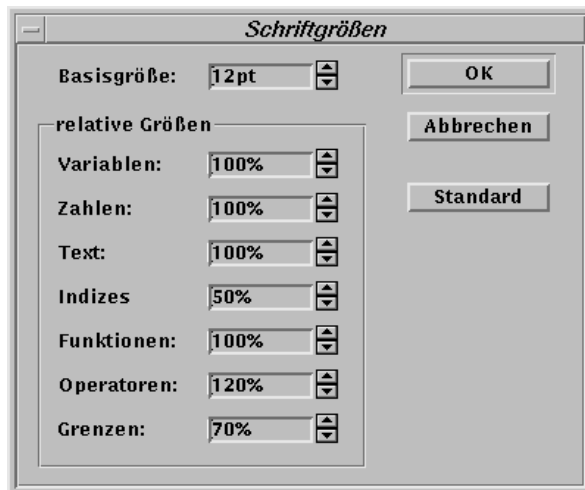 Schriftgrößen
Basisgröße: 12pt OK
relative Größen Abbrechen
Variablen: 100%
Zahlen: 100% Standard
Text: 100%
Indizes 50%
Funktionen: 100%
Operatoren: 120%
Grenzen: 70%